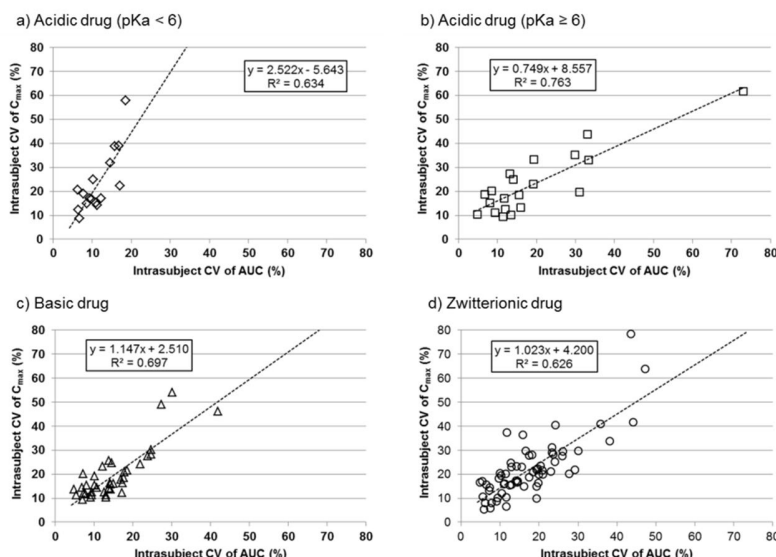 a) Acidic drug (pKa < 6)
80
70
60
50
40
30
20
10
0
Intrasubject CV of Cmax (%)
y = 2.522x - 5.643
R² = 0.634
0 10 20 30 40 50 60 70 80
Intrasubject CV of AUC (%)
b) Acidic drug (pKa ≥ 6)
80
70
60
50
40
30
20
10
0
Intrasubject CV of Cmax (%)
y = 0.749x + 8.557
R² = 0.763
0 10 20 30 40 50 60 70 80
Intrasubject CV of AUC (%)
c) Basic drug
80
70
60
50
40
30
20
10
0
Intrasubject CV of Cmax (%)
y = 1.147x + 2.510
R² = 0.697
0 10 20 30 40 50 60 70 80
Intrasubject CV of AUC (%)
d) Zwitterionic drug
80
70
60
50
40
30
20
10
0
Intrasubject CV of Cmax (%)
y = 1.023x + 4.200
R² = 0.626
0 10 20 30 40 50 60 70 80
Intrasubject CV of AUC (%)